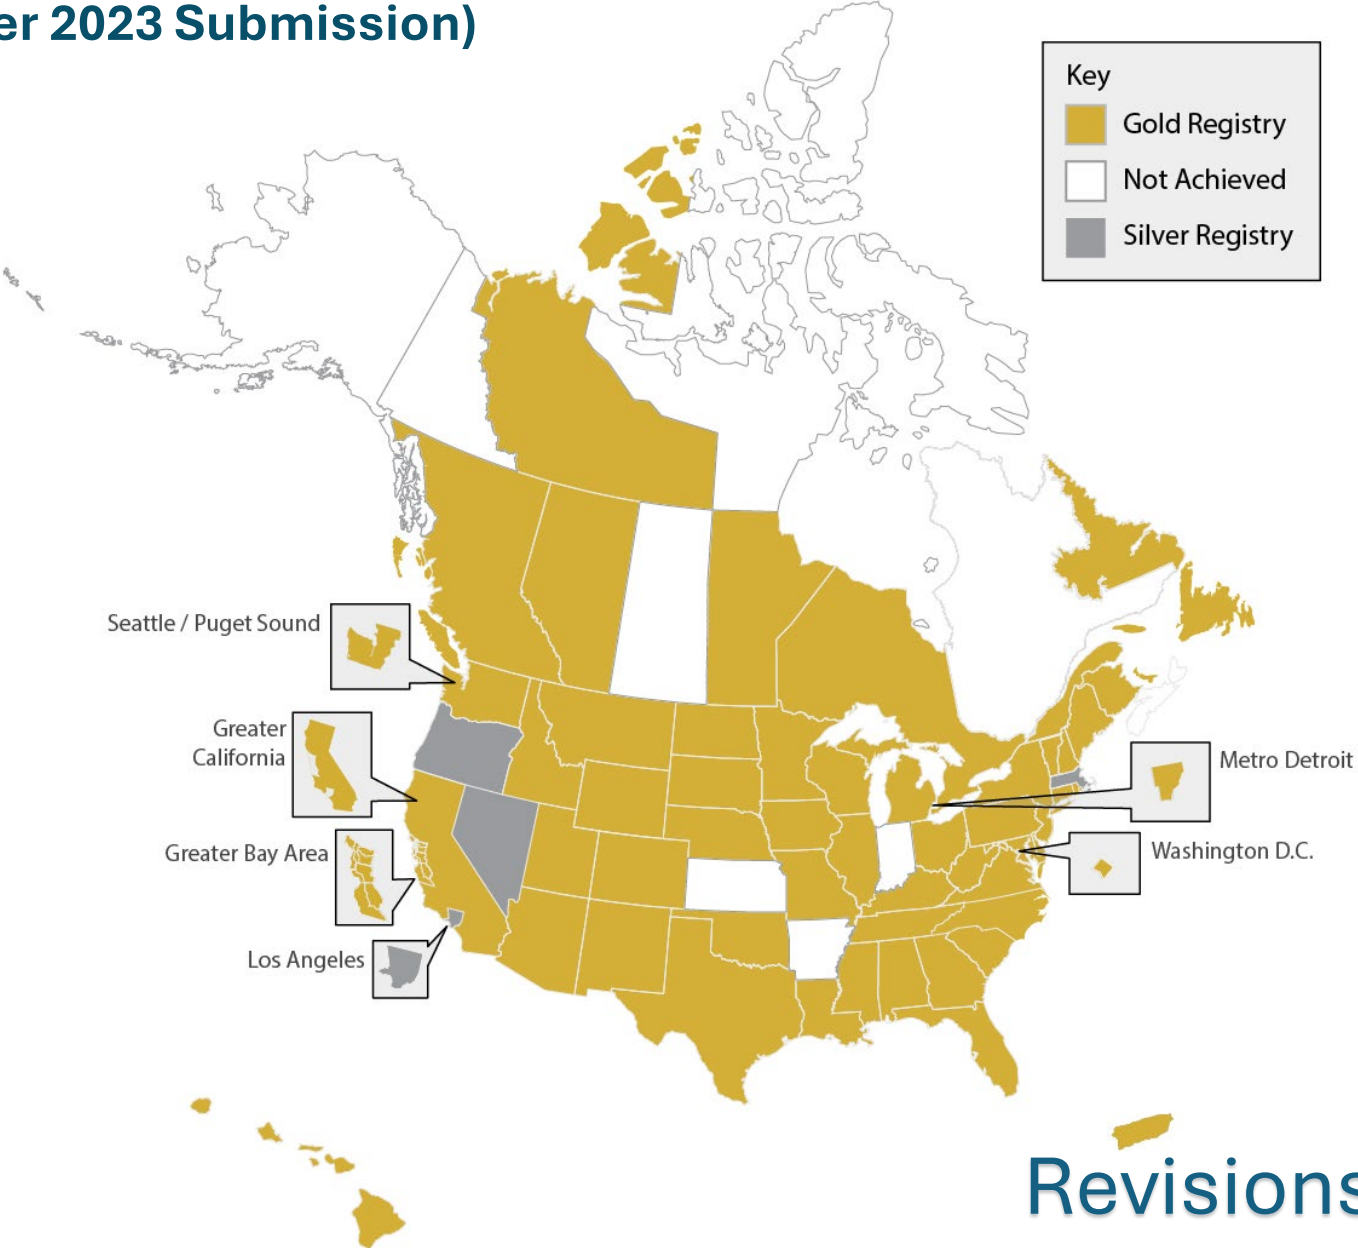 er 2023 Submission)
Key
Gold Registry
Not Achieved
Silver Registry
Seattle / Puget Sound
Greater
California
Greater Bay Area
Los Angeles
Metro Detroit
Washington D.C.
Revisions